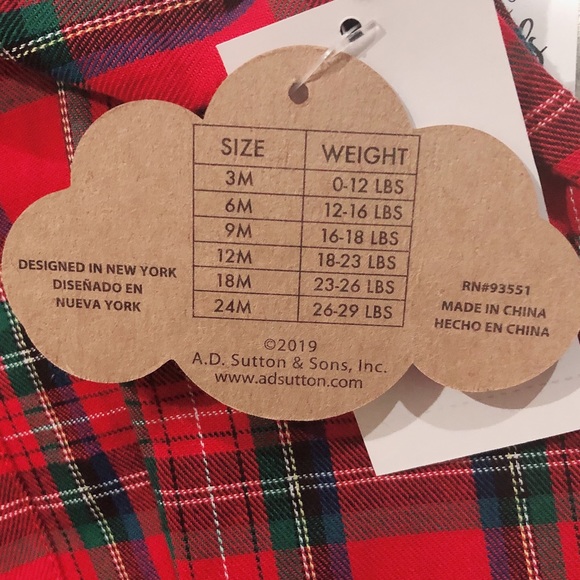 SIZE WEIGHT
3M 0-12 LBS
6M 12-16 LBS
9M 16-18 LBS
12M 18-23 LBS
18M 23-26 LBS
24M 26-29 LBS
DESIGNED IN NEW YORK
DISEÑADO EN
NUEVA YORK
RN#93551
MADE IN CHINA
HECHO EN CHINA
©2019
A.D. Sutton & Sons, Inc.
www.adsutton.com